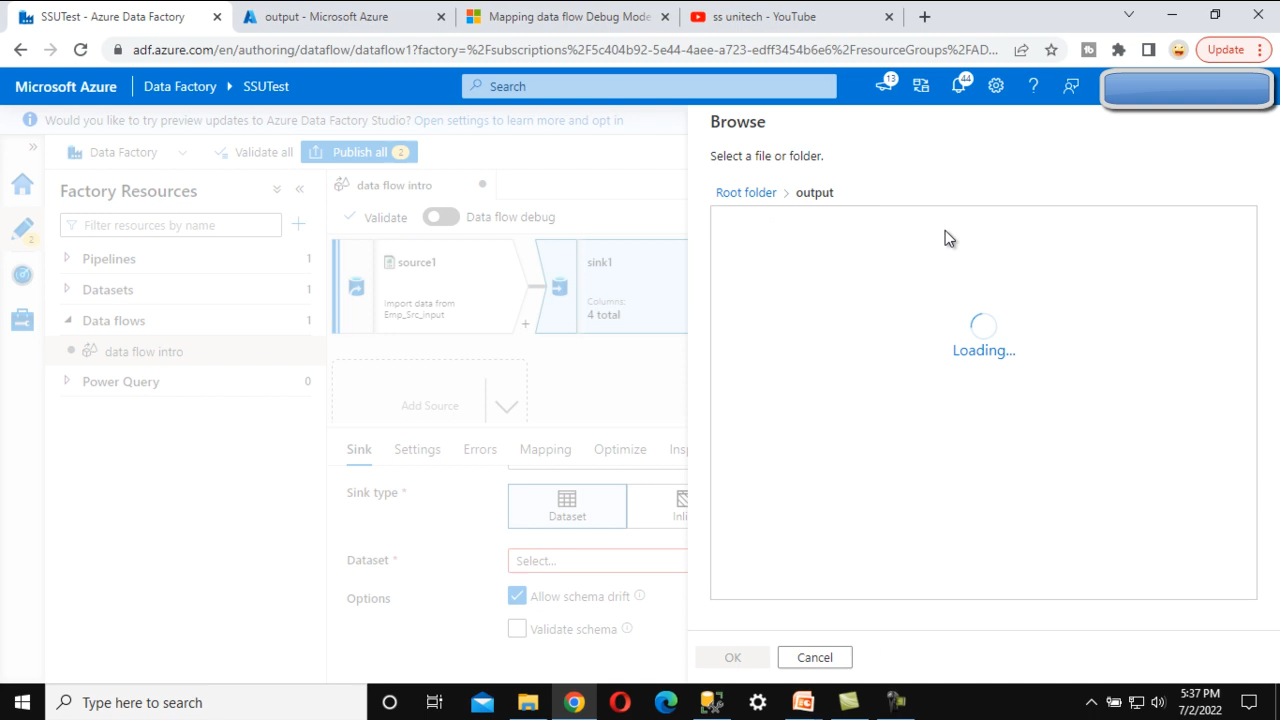 SSUTest - Azure Data Factory
output - Microsoft Azure
Mapping data flow Debug Mode
ss unitech - YouTube
adf.azure.com/en/authoring/dataflow/dataflow1?factory=%2Fsubscriptions%2F5c404b92-5e44-4aee-a723-edff3454b6e6%2FresourceGroups%2FAD...
Update
Microsoft Azure
Data Factory
SSUTest
Search
13
44
Would you like to try preview updates to Azure Data Factory Studio? Open settings to learn more and opt in
Data Factory
Validate all
Publish all
2
Factory Resources
Filter resources by name
2
Pipelines
1
Datasets
1
Data flows
1
data flow intro
Power Query
0
data flow intro
Validate
Data flow debug
source1
Import data from
Emp_Src_input
sink1
Columns:
4 total
Add Source
Sink
Settings
Errors
Mapping
Optimize
Insp
Sink type *
Dataset
Inli
Dataset *
Select...
Options
Allow schema drift
Validate schema
Browse
Select a file or folder.
Root folder > output
Loading...
OK
Cancel
Type here to search
5:37 PM
7/2/2022